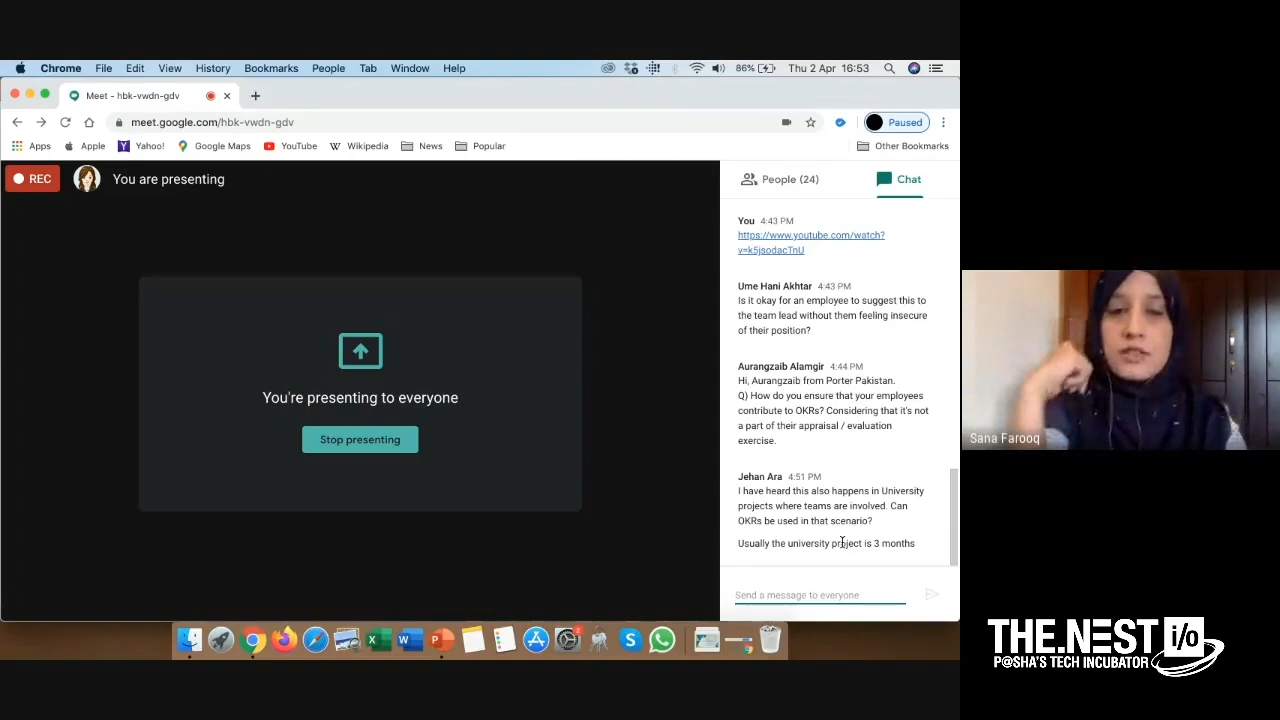 Chrome File Edit View History Bookmarks People Tab Window Help 86% Thu 2 Apr 16:53
Meet - hbk-vwdn-gdv
meet.google.com/hbk-vwdn-gdv Paused
Apps Apple Yahoo! Google Maps YouTube Wikipedia News Popular Other Bookmarks
REC You are presenting
People (24) Chat
You're presenting to everyone
Stop presenting
You 4:43 PM
https://www.youtube.com/watch?
v=k5jsodacTnU
Ume Hani Akhtar 4:43 PM
Is it okay for an employee to suggest this to
the team lead without them feeling insecure
of their position?
Aurangzaib Alamgir 4:44 PM
Hi, Aurangzaib from Porter Pakistan.
Q) How do you ensure that your employees
contribute to OKRs? Considering that it's not
a part of their appraisal / evaluation
exercise.
Jehan Ara 4:51 PM
I have heard this also happens in University
projects where teams are involved. Can
OKRs be used in that scenario?
Usually the university project is 3 months
Send a message to everyone
Sana Farooq
THE.NEST i/o
P@SHA'S TECH INCUBATOR